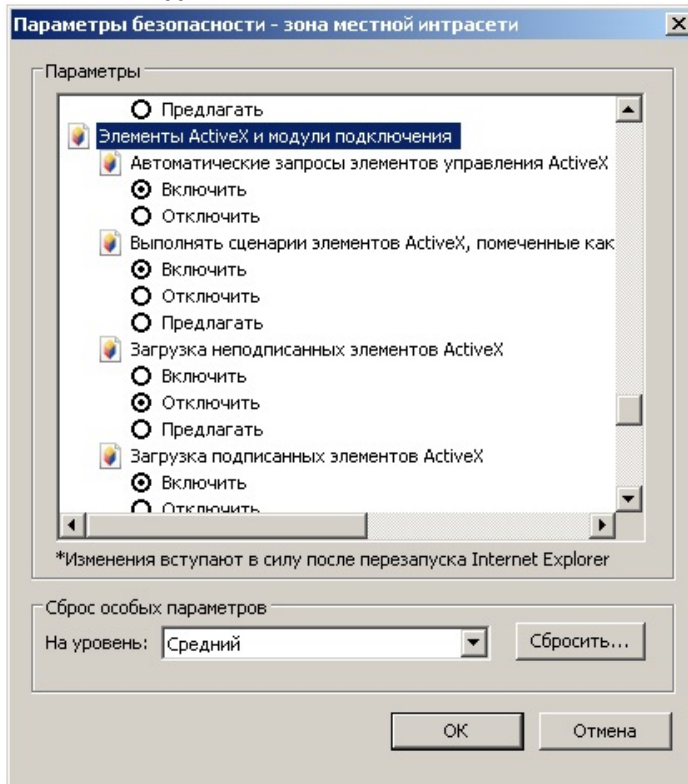 Параметры безопасности - зона местной интрасети
Параметры
Предлагать
Элементы ActiveX и модули подключения
Автоматические запросы элементов управления ActiveX
Включить
Отключить
Выполнять сценарии элементов ActiveX, помеченные как
Включить
Отключить
Предлагать
Загрузка неподписанных элементов ActiveX
Включить
Отключить
Предлагать
Загрузка подписанных элементов ActiveX
Включить
Отключить
*Изменения вступают в силу после перезапуска Internet Explorer
Сброс особых параметров
На уровень: Средний Сбросить...
OK Отмена